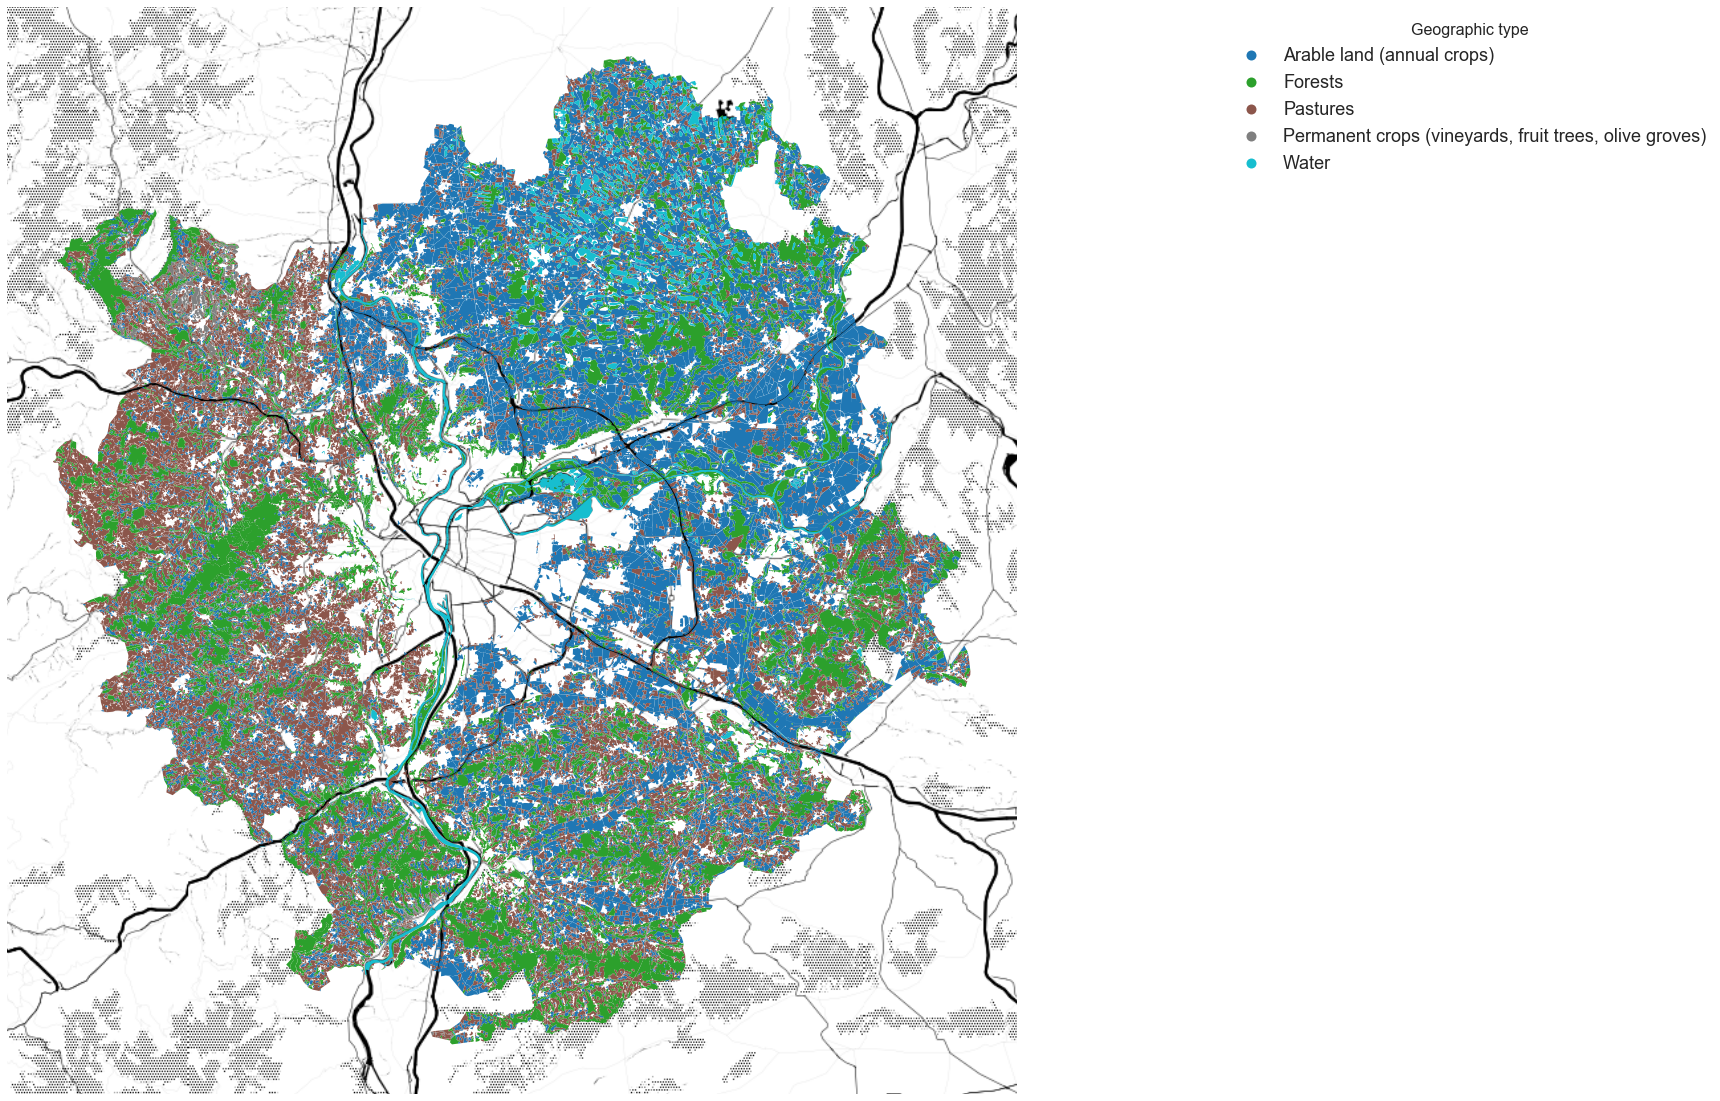 Geographic type
Arable land (annual crops)
Forests
Pastures
Permanent crops (vineyards, fruit trees, olive groves)
Water